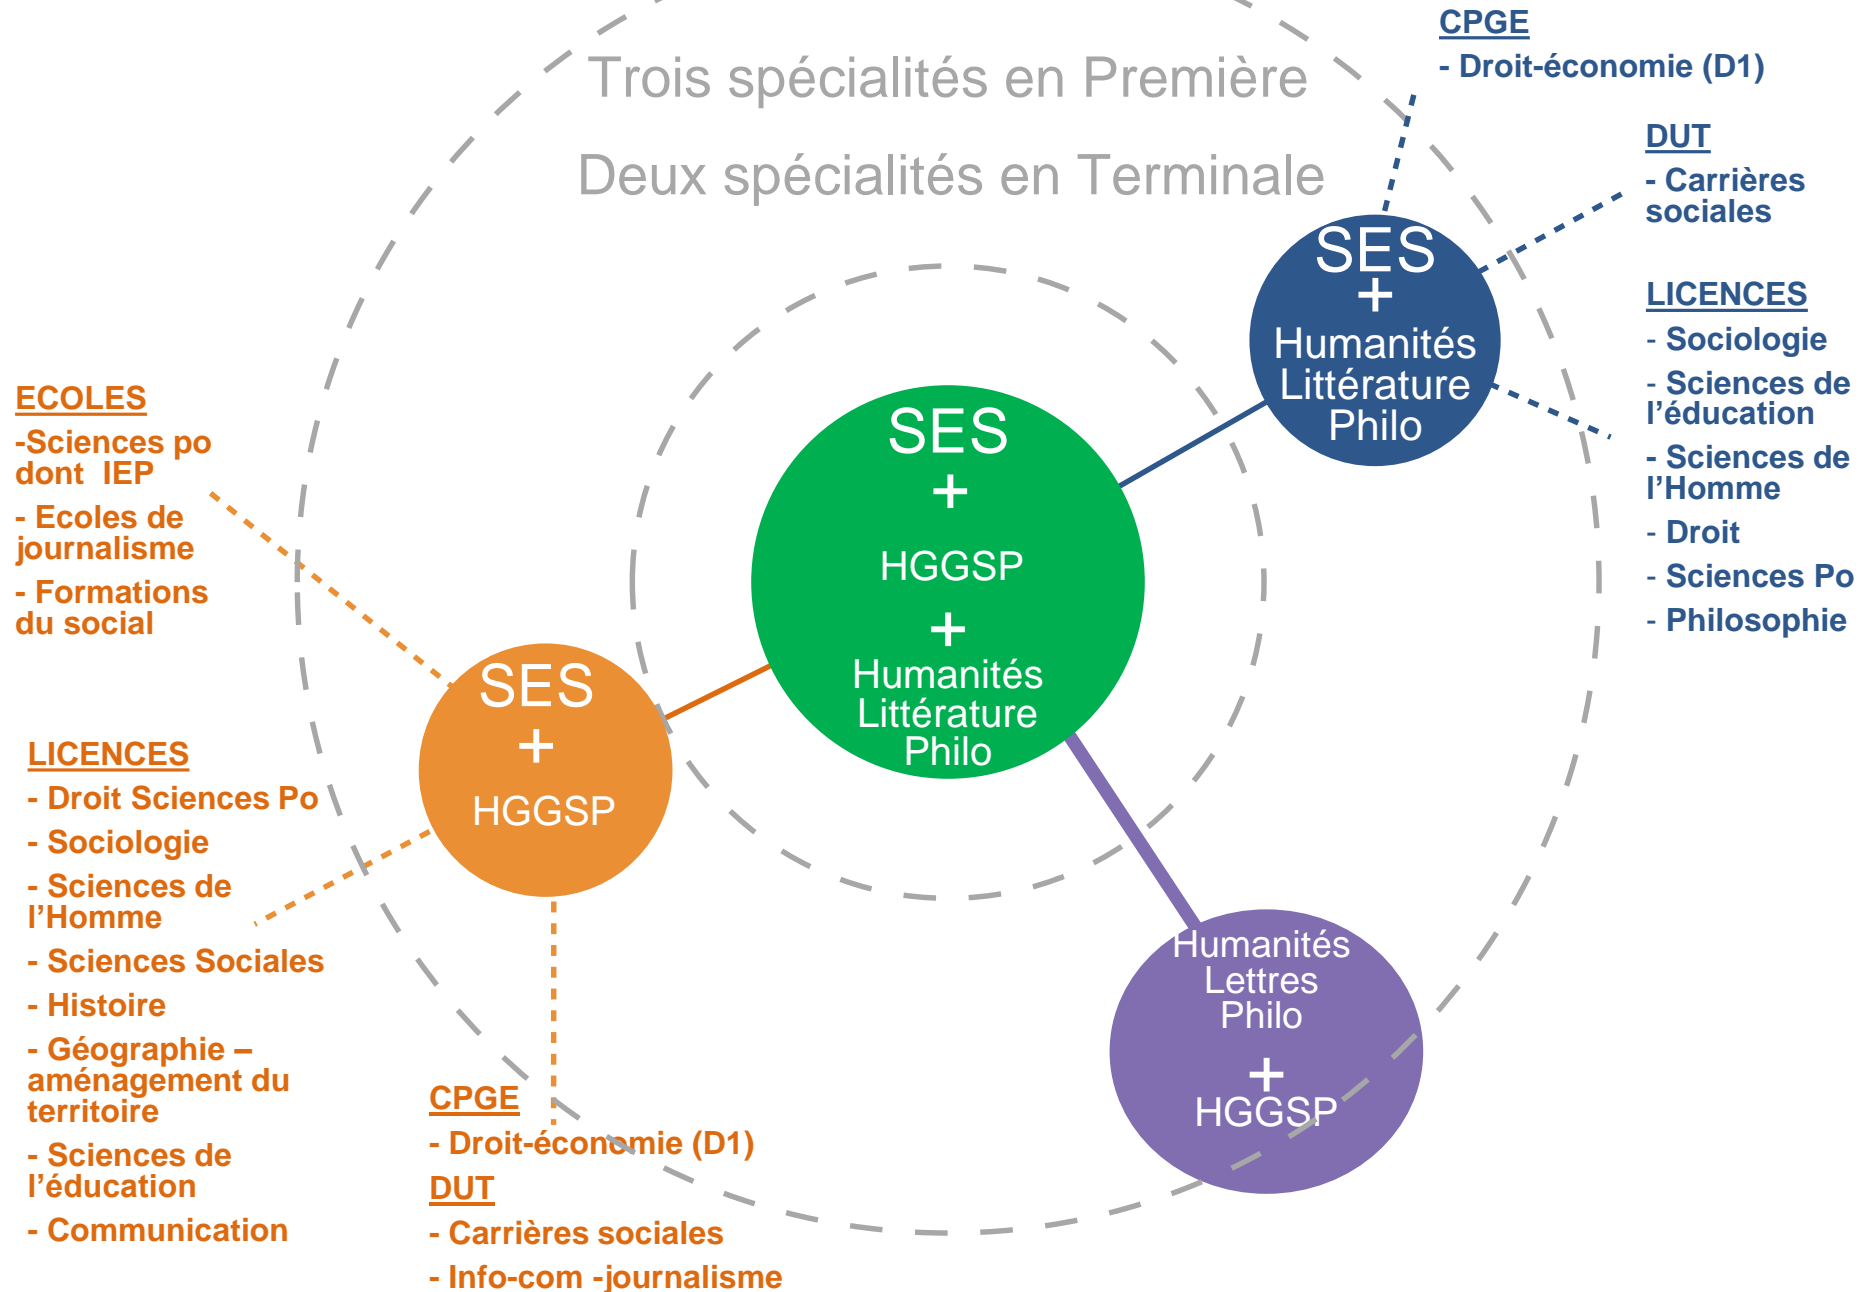 Trois spécialités en Première
Deux spécialités en Terminale
CPGE
- Droit-économie (D1)
DUT
- Carrières
sociales
LICENCES
- Sociologie
- Sciences de
l’éducation
- Sciences de
l’Homme
- Droit
- Sciences Po
- Philosophie
SES
+
Humanités
Littérature
Philo
SES
+
HGGSP
+
Humanités
Littérature
Philo
ECOLES
-Sciences po
dont IEP
- Ecoles de
journalisme
- Formations
du social
SES
+
HGGSP
LICENCES
- Droit Sciences Po
- Sociologie
- Sciences de
l’Homme
- Sciences Sociales
- Histoire
- Géographie –
aménagement du
territoire
- Sciences de
l’éducation
- Communication
CPGE
- Droit-économie (D1)
DUT
- Carrières sociales
- Info-com -journalisme
Humanités
Lettres
Philo
+
HGGSP